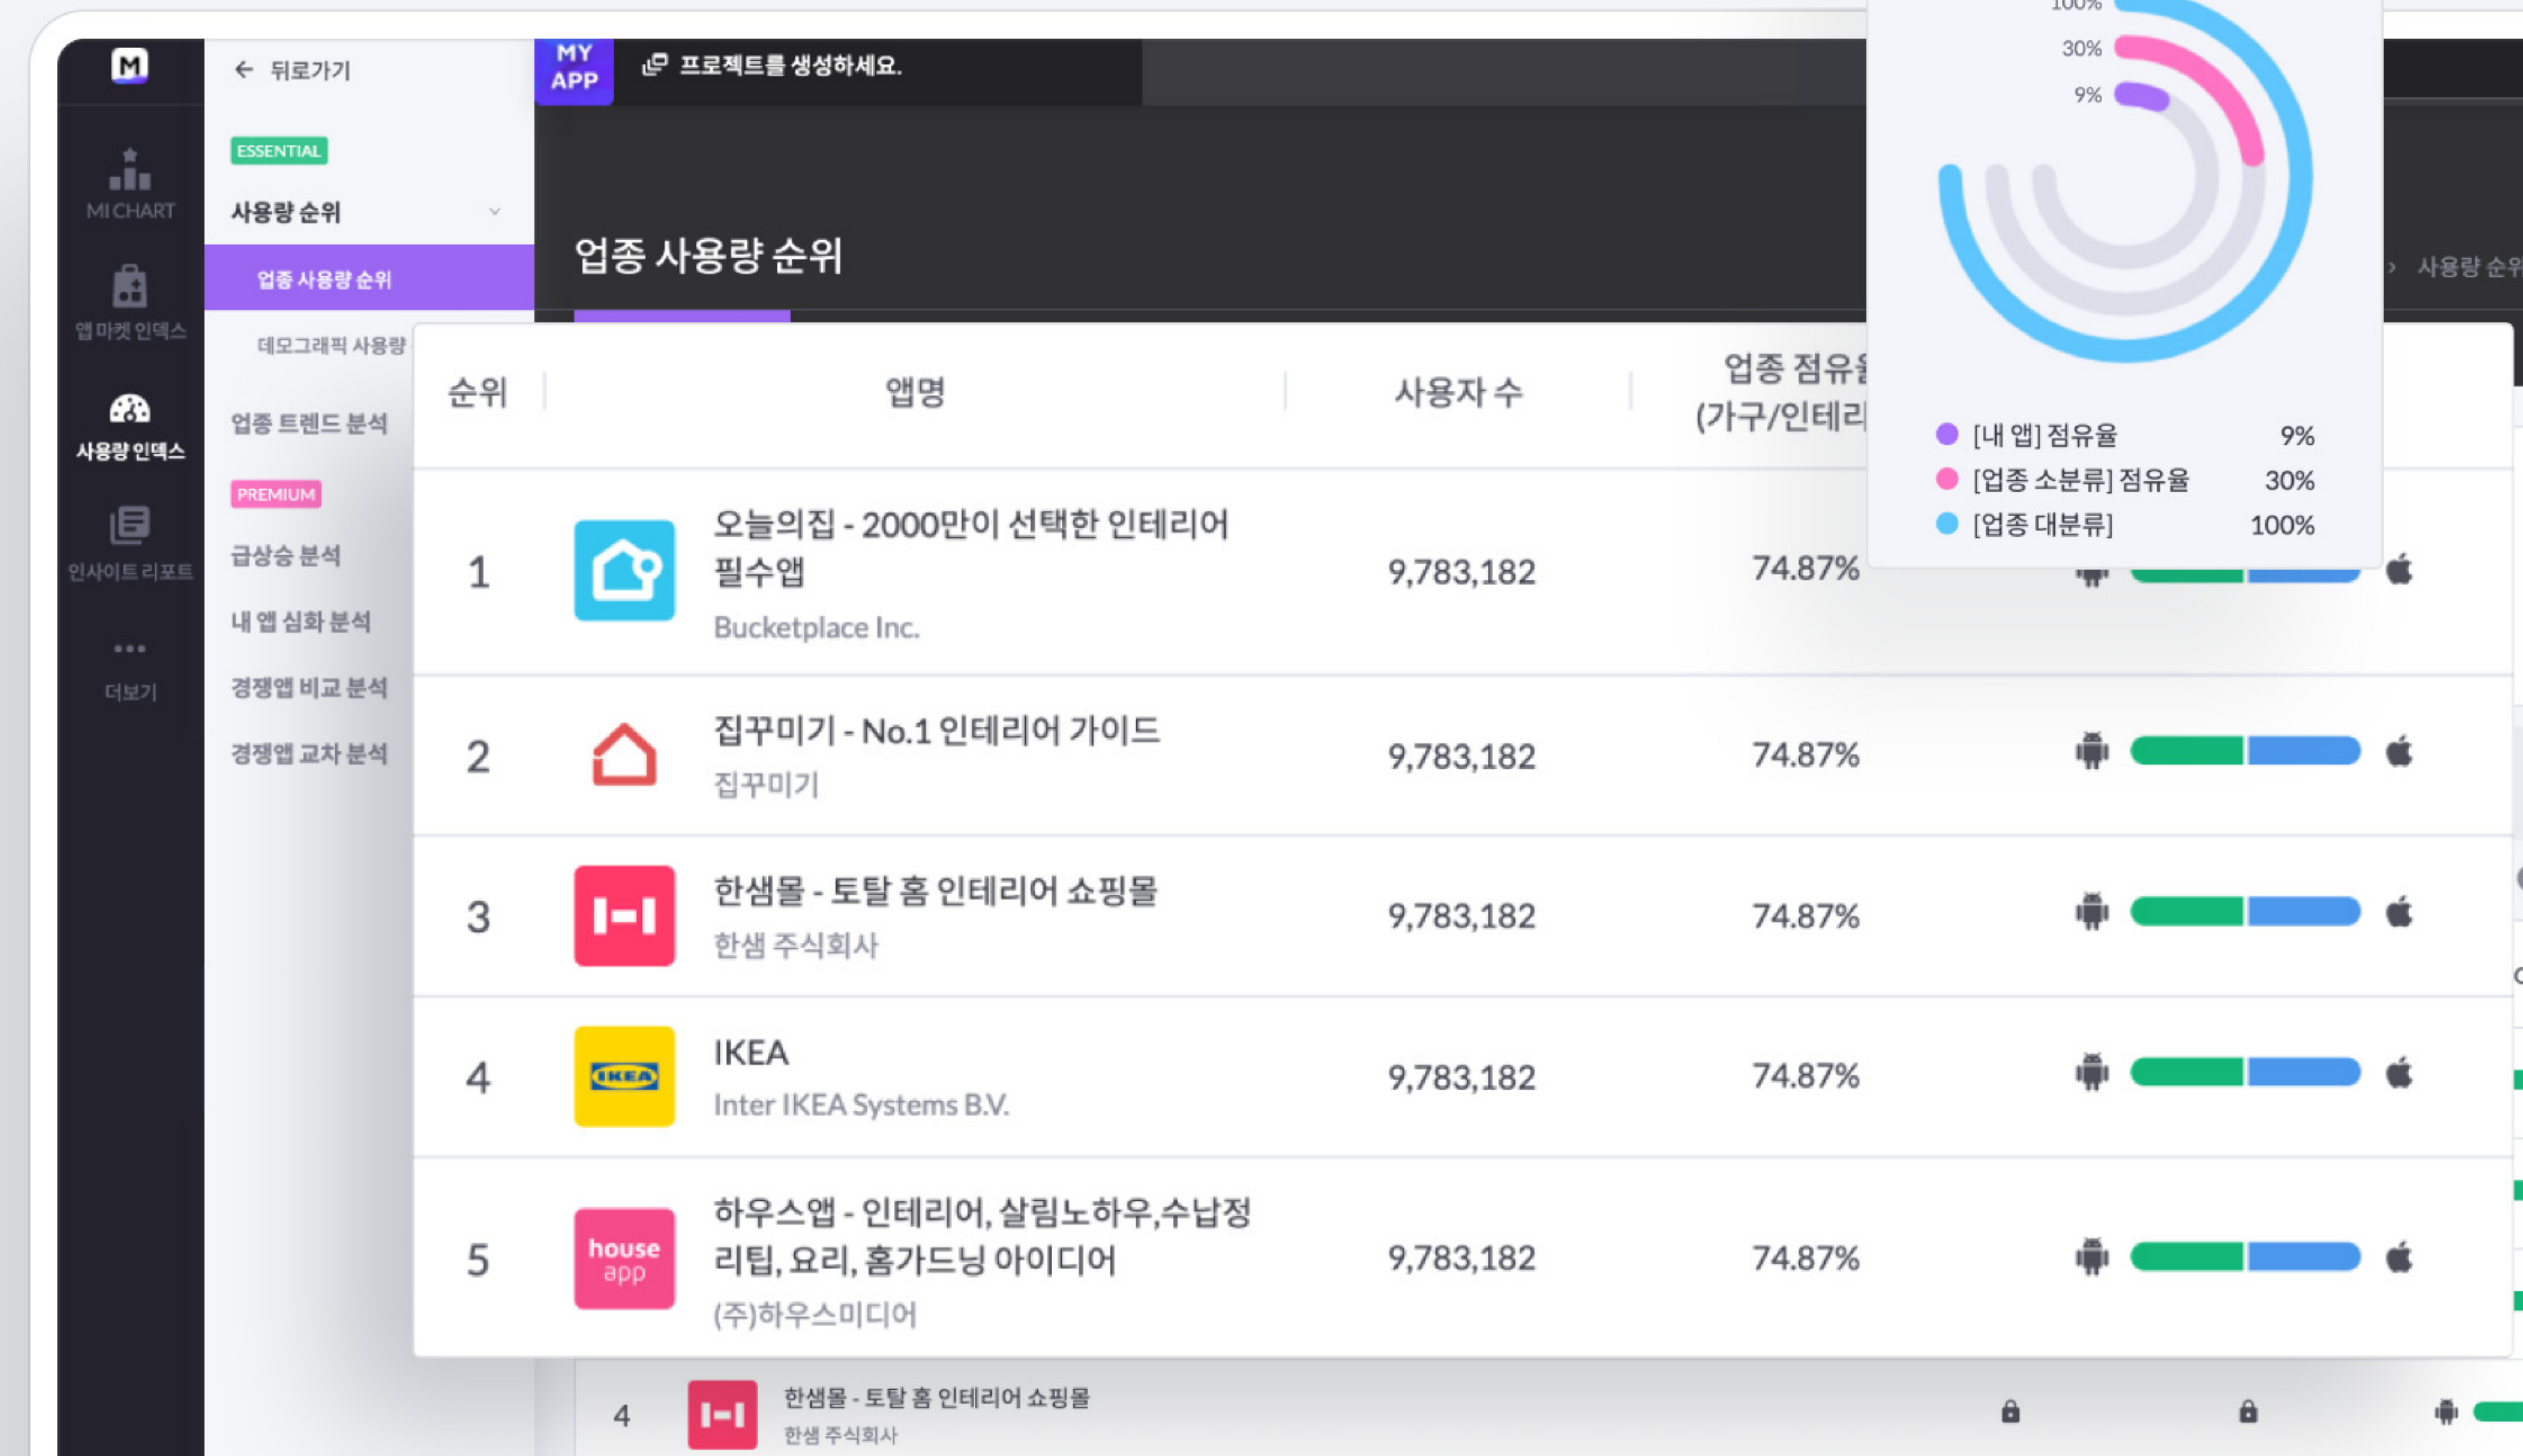 M
MI CHART
앱 마켓 인덱스
사용량 인덱스
인사이트 리포트
더보기
뒤로가기
ESSENTIAL
사용량 순위
업종 사용량 순위
데모그래픽 사용량
업종 트렌드 분석
PREMIUM
급상승 분석
내 앱 심화 분석
경쟁앱 비교 분석
경쟁앱 교차 분석
MY
APP
프로젝트를 생성하세요.
업종 사용량 순위
사용량 순위
100%
30%
9%
[내 앱] 점유율 9%
[업종 소분류] 점유율 30%
[업종 대분류] 100%
순위 앱명 사용자 수 업종 점유율
(가구/인테리
1 오늘의집 - 2000만이 선택한 인테리어
필수앱
Bucketplace Inc.
9,783,182 74.87%
2 집꾸미기 - No.1 인테리어 가이드
집꾸미기
9,783,182 74.87%
3 한샘몰 - 토탈 홈 인테리어 쇼핑몰
한샘 주식회사
9,783,182 74.87%
IKEA
4 IKEA
Inter IKEA Systems B.V.
9,783,182 74.87%
house
app
5 하우스앱 - 인테리어, 살림노하우,수납정
리팁, 요리, 홈가드닝 아이디어
(주)하우스미디어
9,783,182 74.87%
4 한샘몰 - 토탈 홈 인테리어 쇼핑몰
한샘 주식회사